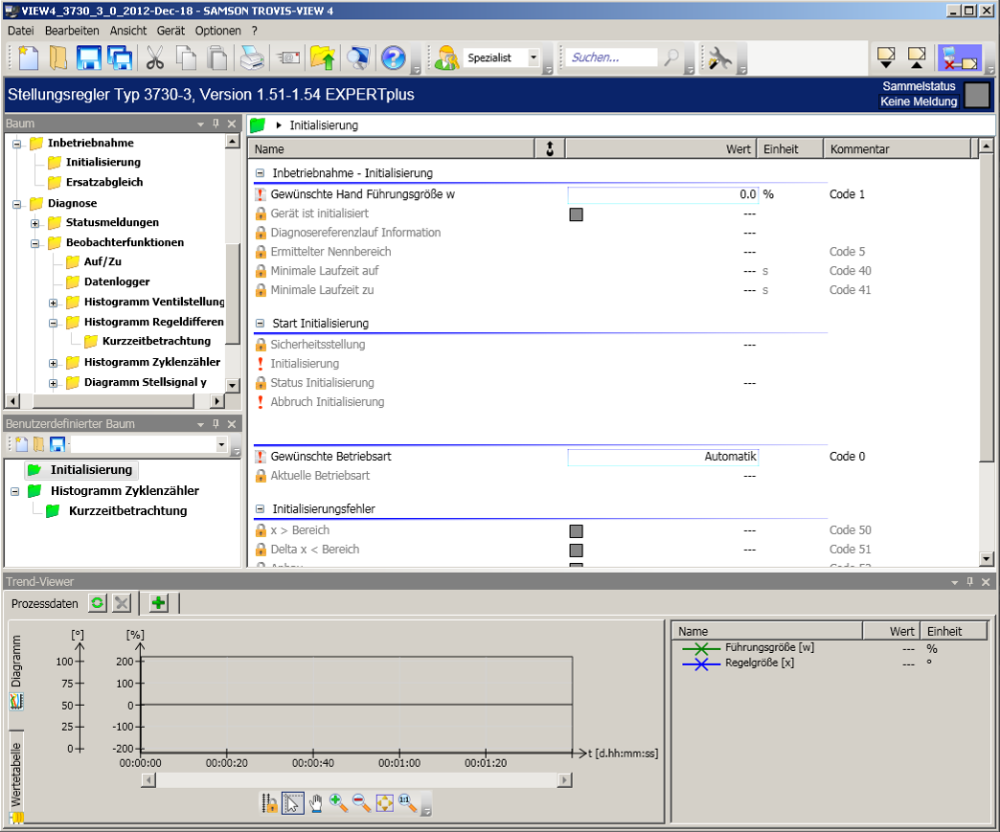 VIEW4_3730_3_0_2012-Dec-18 - SAMSON TROVIS-VIEW 4
Datei Bearbeiten Ansicht Gerät Optionen ?
Spezialist Suchen...
Stellungsregler Typ 3730-3, Version 1.51-1.54 EXPERTplus
Sammelstatus
Keine Meldung
Baum
Inbetriebnahme
Initialisierung
Ersatzabgleich
Diagnose
Statusmeldungen
Beobachterfunktionen
Auf/Zu
Datenlogger
Histogramm Ventilstellung
Histogramm Regeldifferen
Kurzzeitbetrachtung
Histogramm Zyklenzähler
Diagramm Stellsignal y
Benutzerdefinierter Baum
Initialisierung
Histogramm Zyklenzähler
Kurzzeitbetrachtung
Initialisierung
Name Wert Einheit Kommentar
Inbetriebnahme - Initialisierung
Gewünschte Hand Führungsgröße w 0.0 % Code 1
Gerät ist initialisiert ---
Diagnosereferenzlauf Information ---
Ermittelter Nennbereich --- Code 5
Minimale Laufzeit auf --- s Code 40
Minimale Laufzeit zu --- s Code 41
Start Initialisierung
Sicherheitsstellung ---
Initialisierung
Status Initialisierung ---
Abbruch Initialisierung
Gewünschte Betriebsart Automatik Code 0
Aktuelle Betriebsart ---
Initialisierungsfehler
x > Bereich --- Code 50
Delta x < Bereich --- Code 51
Trend-Viewer
Prozessdaten
Diagramm
Wertetabelle
[°] [%]
100 200
75 100
50 0
25 -100
0 -200
00:00:00 00:00:20 00:00:40 00:01:00 00:01:20
t [d.hh:mm:ss]
1:1
Name Wert Einheit
Führungsgröße [w] --- %
Regelgröße [x] --- °